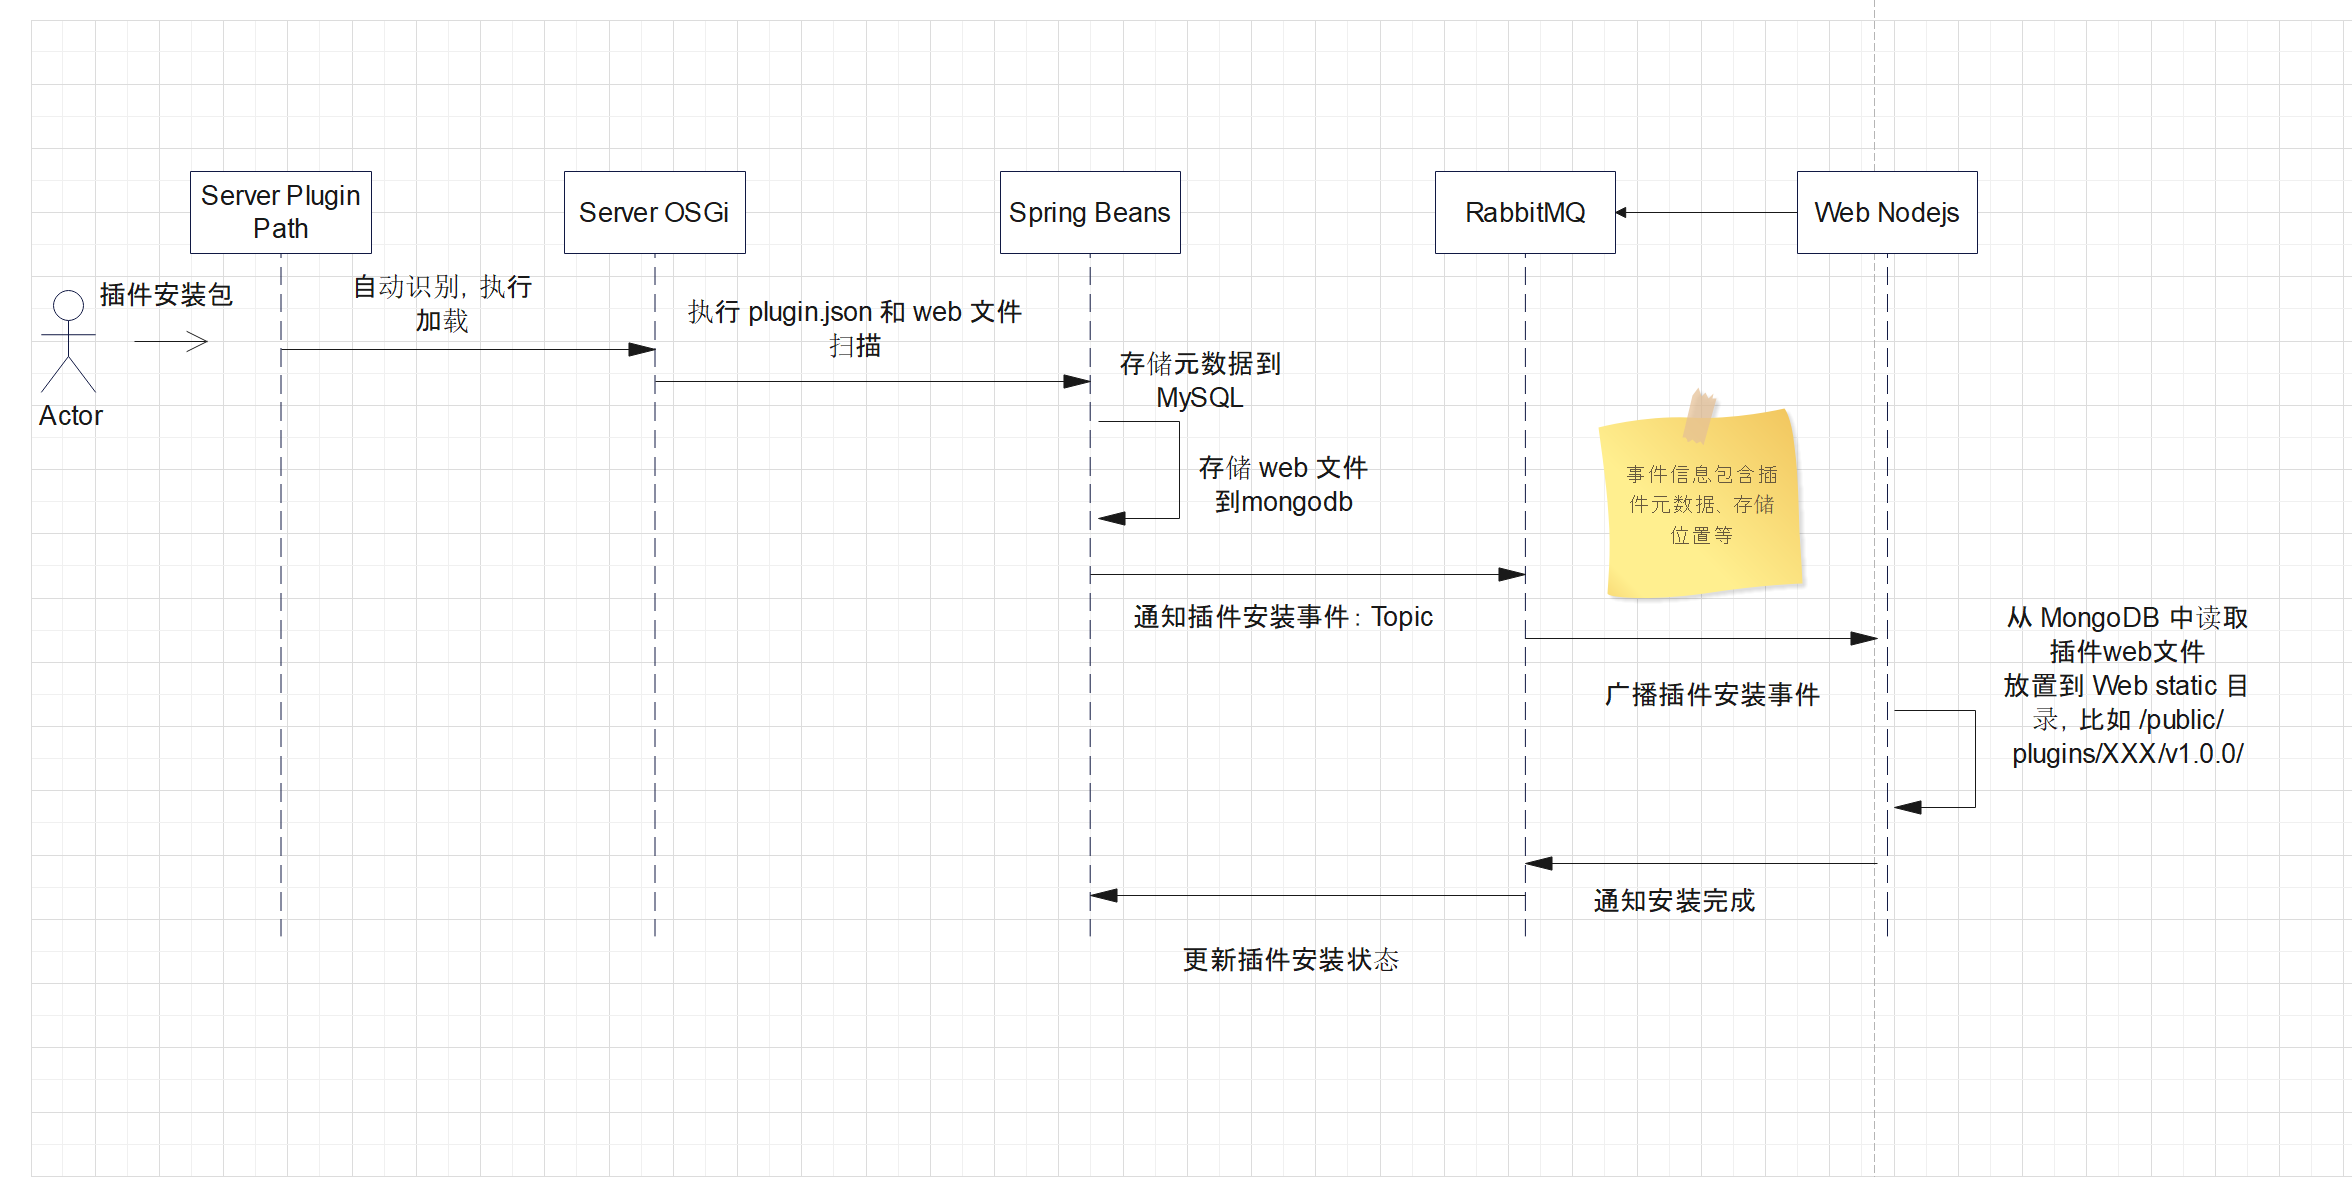 Server Plugin
Path
Server OSGi
Spring Beans
RabbitMQ
Web Nodejs
插件安装包
Actor
自动识别，执行
加载
执行 plugin.json 和 web 文件
扫描
存储元数据到
MySQL
存储 web 文件
到mongodb
事件信息包含插
件元数据、存储
位置等
通知插件安装事件：Topic
广播插件安装事件
从 MongoDB 中读取
插件web文件
放置到 Web static 目
录，比如 /public/
plugins/XXX/v1.0.0/
通知安装完成
更新插件安装状态